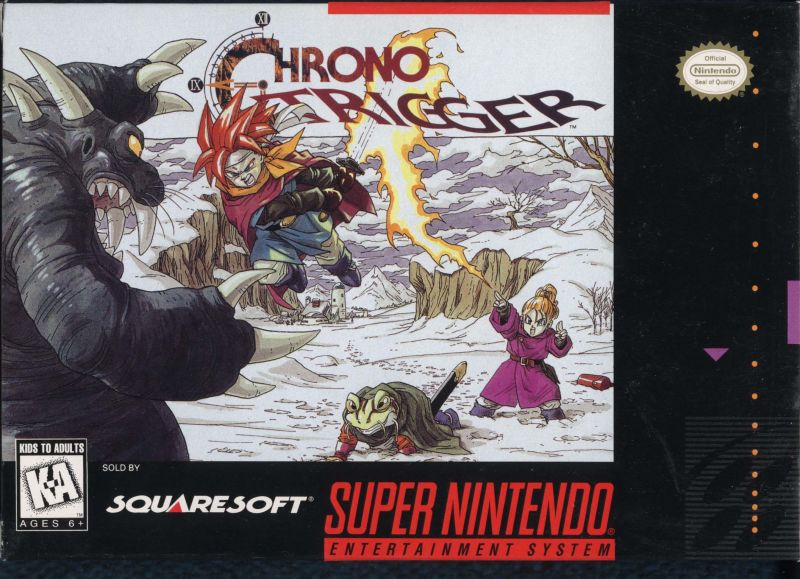 XI
IX
CHRONO
TRIGGER
™
Official
Nintendo
Seal of Quality
KIDS TO ADULTS
K-A
™
AGES 6+
SOLD BY
SQUARESOFT®
SUPER NINTENDO®
ENTERTAINMENT SYSTEM